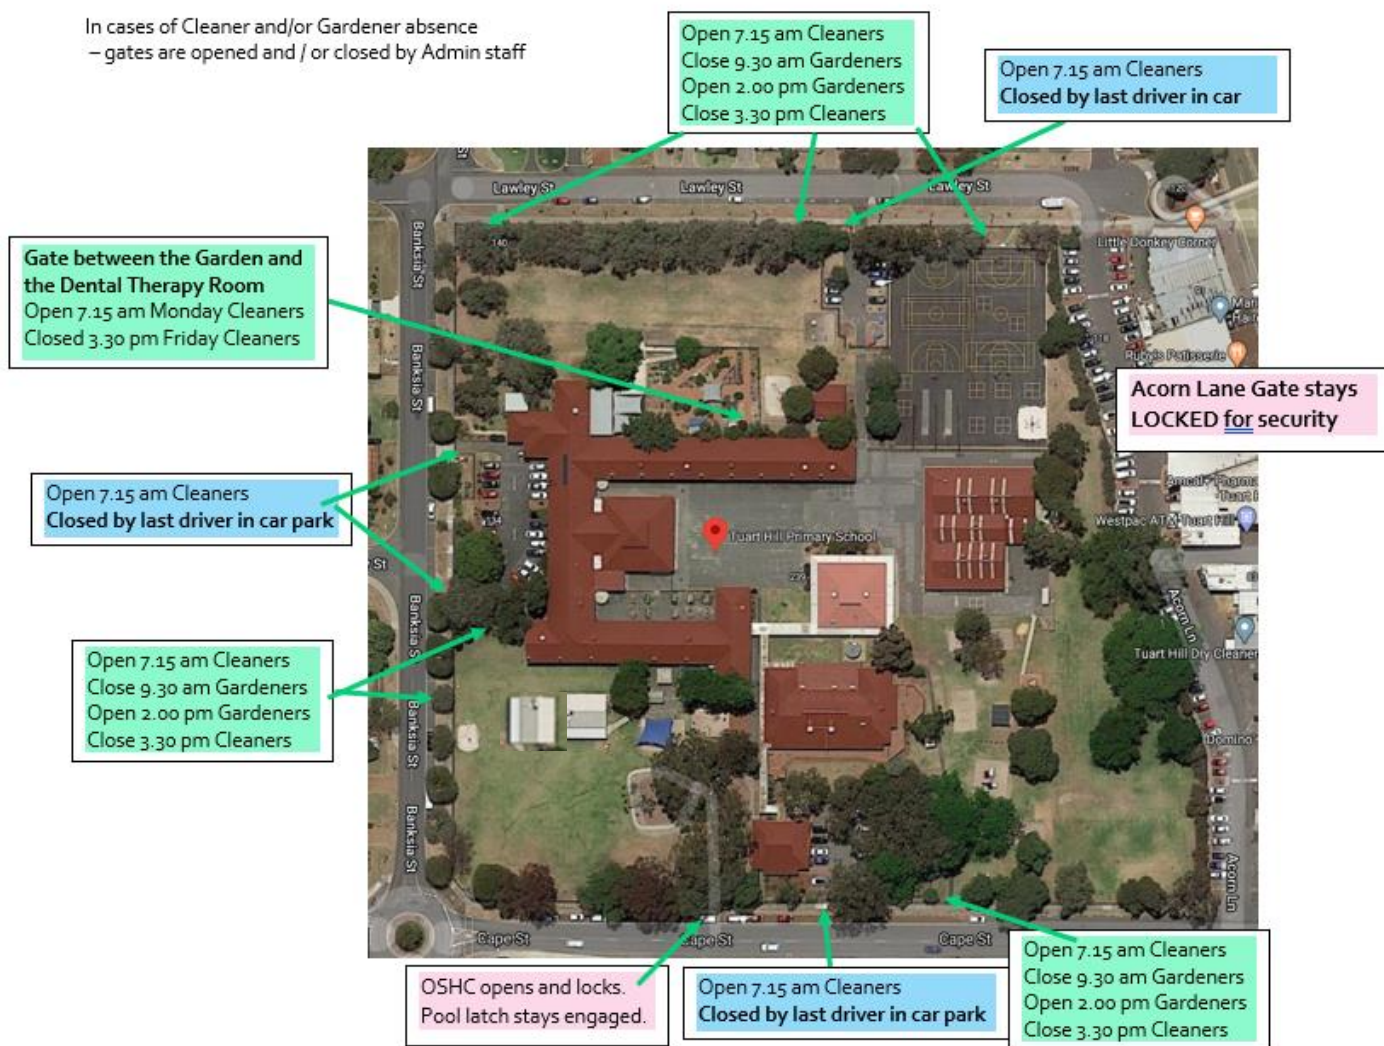 In cases of Cleaner and/or Gardener absence
– gates are opened and / or closed by Admin staff
Open 7.15 am Cleaners
Close 9.30 am Gardeners
Open 2.00 pm Gardeners
Close 3.30 pm Cleaners
Open 7.15 am Cleaners
Closed by last driver in car
Lawley St
Lawley St
Lawley St
140
Little Donkey Corner
Banksia St
Gate between the Garden and
the Dental Therapy Room
Open 7.15 am Monday Cleaners
Closed 3.30 pm Friday Cleaners
118
Ruby's Patisserie
Banksia St
Acorn Lane Gate stays
LOCKED for security
Open 7.15 am Cleaners
Closed by last driver in car park
134
Westpac ATM Tuart Hill
Tuart Hill Primary School
Banksia St
Acorn Ln
Tuart Hill Dry Cleaner
Open 7.15 am Cleaners
Close 9.30 am Gardeners
Open 2.00 pm Gardeners
Close 3.30 pm Cleaners
Banksia St
Domino
Banksia St
Acorn Ln
Cape St
Cape St
Cape St
OSHC opens and locks.
Pool latch stays engaged.
Open 7.15 am Cleaners
Closed by last driver in car park
Open 7.15 am Cleaners
Close 9.30 am Gardeners
Open 2.00 pm Gardeners
Close 3.30 pm Cleaners